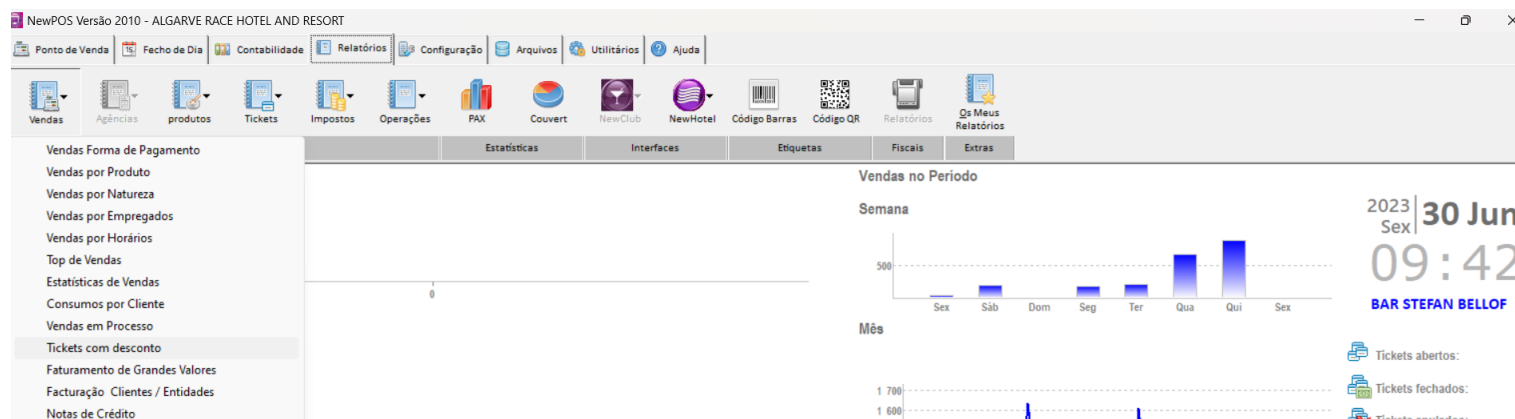 NewPOS Versão 2010 - ALGARVE RACE HOTEL AND RESORT
Ponto de Venda
15
Fecho de Dia
Contabilidade
Relatórios
Configuração
Arquivos
Utilitários
Ajuda
Vendas
Agências
produtos
Tickets
Impostos
Operações
PAX
Couvert
NewClub
NewHotel
Código Barras
Código QR
Relatórios
Os Meus
Relatórios
Estatísticas
Interfaces
Etiquetas
Fiscais
Extras
Vendas Forma de Pagamento
Vendas por Produto
Vendas por Natureza
Vendas por Empregados
Vendas por Horários
Top de Vendas
Estatísticas de Vendas
Consumos por Cliente
Vendas em Processo
Tickets com desconto
Faturamento de Grandes Valores
Facturação Clientes / Entidades
Notas de Crédito
0
Vendas no Periodo
Semana
500
Sex Sáb Dom Seg Ter Qua Qui Sex
Mês
1 700
1 600
2023
Sex
30 Jun
09:42
BAR STEFAN BELLOF
Tickets abertos:
Tickets fechados: